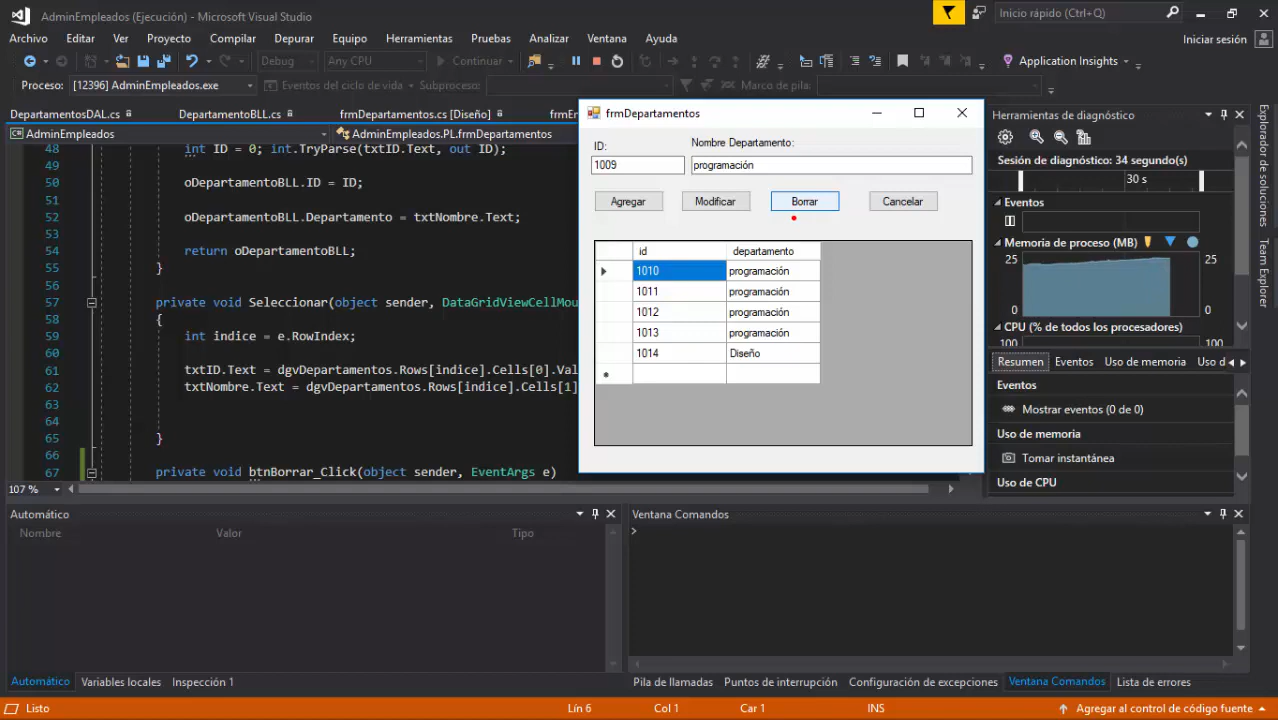 AdminEmpleados (Ejecución) - Microsoft Visual Studio
Inicio rápido (Ctrl+Q)
Archivo Editar Ver Proyecto Compilar Depurar Equipo Herramientas Pruebas Analizar Ventana Ayuda
Iniciar sesión
Debug Any CPU Continuar Application Insights
Proceso: [12396] AdminEmpleados.exe Eventos del ciclo de vida Subproceso: Marco de pila:
DepartamentosDAL.cs DepartamentoBLL.cs frmDepartamentos.cs [Diseño] frmEm
AdminEmpleados AdminEmpleados.PL.frmDepartamentos
48 int ID = 0; int.TryParse(txtID.Text, out ID);
49
50 oDepartamentoBLL.ID = ID;
51
52 oDepartamentoBLL.Departamento = txtNombre.Text;
53
54 return oDepartamentoBLL;
55 }
56
57 private void Seleccionar(object sender, DataGridViewCellMou
58 {
59 int indice = e.RowIndex;
60
61 txtID.Text = dgvDepartamentos.Rows[indice].Cells[0].Val
62 txtNombre.Text = dgvDepartamentos.Rows[indice].Cells[1]
63
64
65 }
66
67 private void btnBorrar_Click(object sender, EventArgs e)
107 %
frmDepartamentos
ID: Nombre Departamento:
1009 programación
Agregar Modificar Borrar Cancelar
id departamento
1010 programación
1011 programación
1012 programación
1013 programación
1014 Diseño
Herramientas de diagnóstico
Sesión de diagnóstico: 34 segundo(s)
30 s
Eventos
Memoria de proceso (MB)
25 25
0 0
CPU (% de todos los procesadores)
100 100
Resumen Eventos Uso de memoria Uso d
Eventos
Mostrar eventos (0 de 0)
Uso de memoria
Tomar instantánea
Uso de CPU
Explorador de servidores
Team Explorer
Automático
Nombre Valor Tipo
Ventana Comandos
>
Automático Variables locales Inspección 1
Pila de llamadas Puntos de interrupción Configuración de excepciones Ventana Comandos Lista de errores
Listo Lín 6 Col 1 Car 1 INS Agregar al control de código fuente